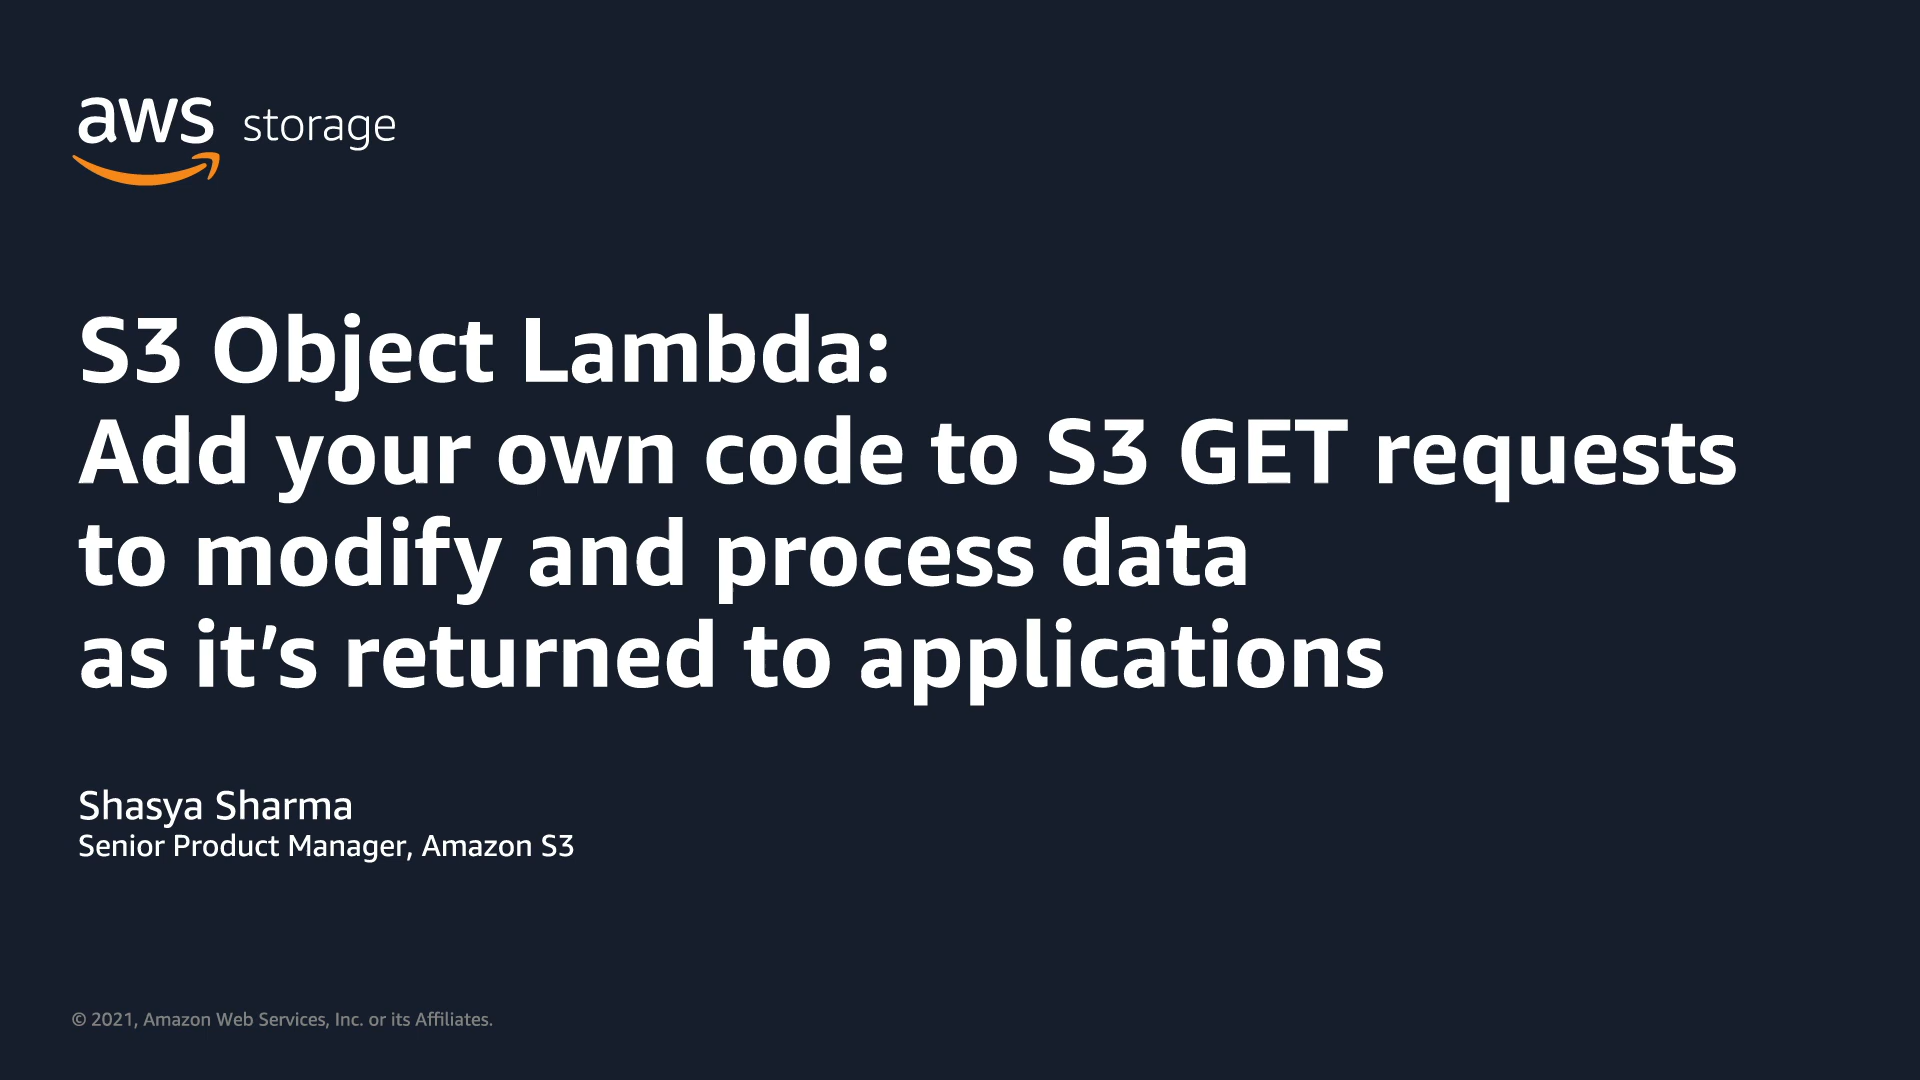 aws storage
S3 Object Lambda:
Add your own code to S3 GET requests
to modify and process data
as it’s returned to applications
Shasya Sharma
Senior Product Manager, Amazon S3
© 2021, Amazon Web Services, Inc. or its Affiliates.